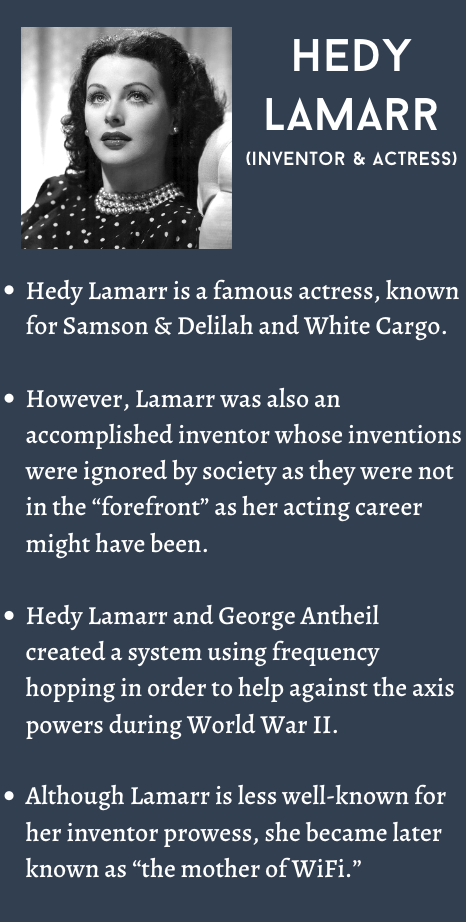 HEDY
LAMARR
(INVENTOR & ACTRESS)
• Hedy Lamarr is a famous actress, known
for Samson & Delilah and White Cargo.
• However, Lamarr was also an
accomplished inventor whose inventions
were ignored by society as they were not
in the “forefront” as her acting career
might have been.
• Hedy Lamarr and George Antheil
created a system using frequency
hopping in order to help against the axis
powers during World War II.
• Although Lamarr is less well-known for
her inventor prowess, she became later
known as “the mother of WiFi.”